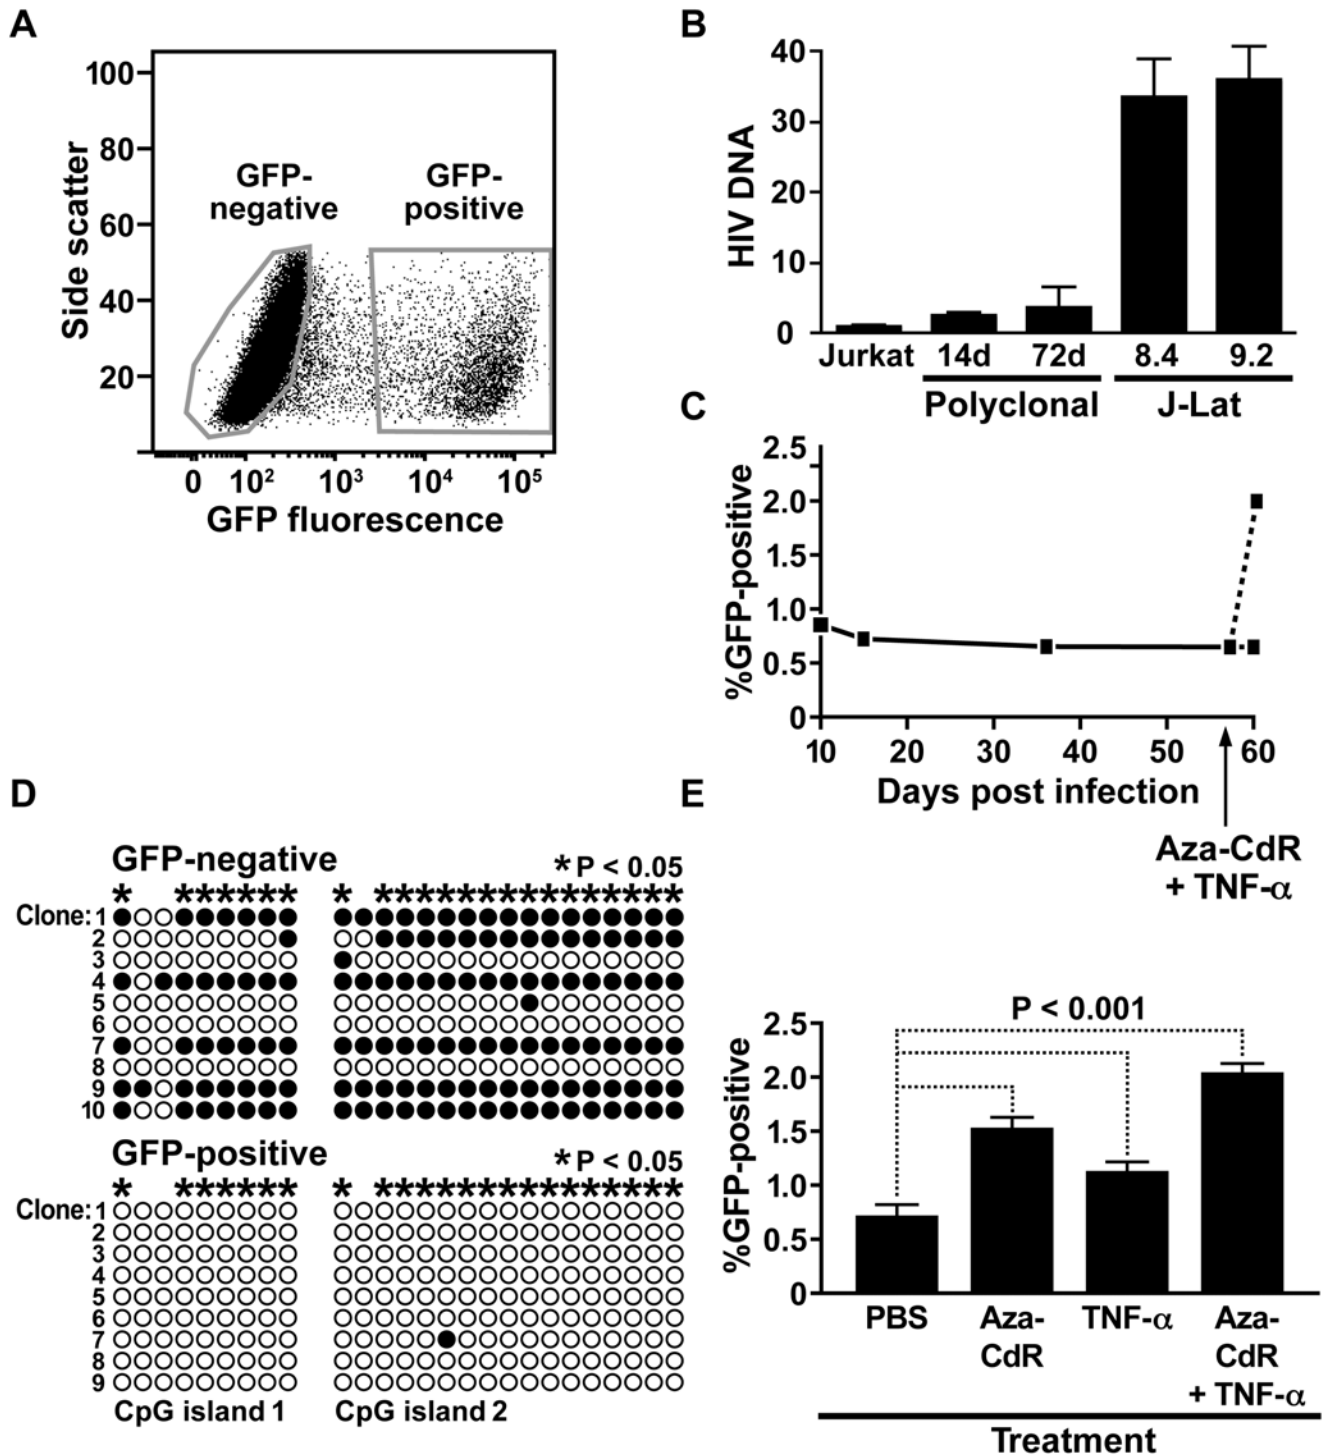 A
100
80
60
40
20
Side scatter
GFP-
negative
GFP-
positive
0 10² 10³ 10⁴ 10⁵
GFP fluorescence
B
40
30
20
10
0
HIV DNA
Jurkat 14d 72d 8.4 9.2
Polyclonal J-Lat
C
2.5
2.0
1.5
1.0
0.5
0
%GFP-positive
10 20 30 40 50 60
Days post infection
Aza-CdR
+ TNF-α
D
GFP-negative
*P < 0.05
* ****** * ***************
Clone: 1
2
3
4
5
6
7
8
9
10
GFP-positive
*P < 0.05
* ****** * ***************
Clone: 1
2
3
4
5
6
7
8
9
CpG island 1 CpG island 2
E
P < 0.001
2.5
2.0
1.5
1.0
0.5
0
%GFP-positive
PBS Aza- TNF-α Aza-
CdR CdR
+ TNF-α
Treatment